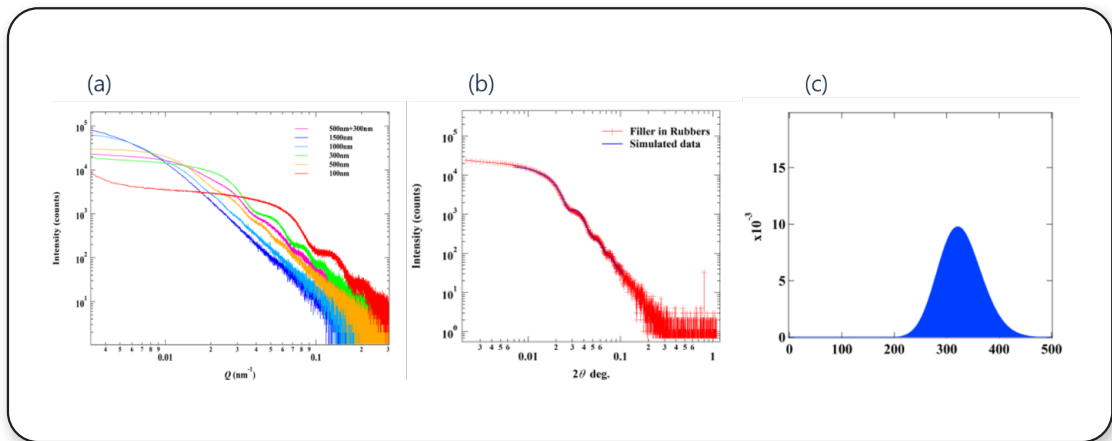 (a)
10⁵
10⁴
10³
10²
10¹
Intensity (counts)
500nm+300nm
1500nm
1000nm
300nm
500nm
100nm
4 5 6 7 8 9 0.01 2 3 4 5 6 7 8 9 0.1 2 3
Q (nm⁻¹)
(b)
10⁵
10⁴
10³
10²
10¹
10⁰
Intensity (counts)
Filler in Rubbers
Simulated data
3 4 5 6 0.01 2 3 4 5 6 0.1 2 3 4 5 6 1
2θ deg.
(c)
x10⁻³
15
10
5
0
0 100 200 300 400 500